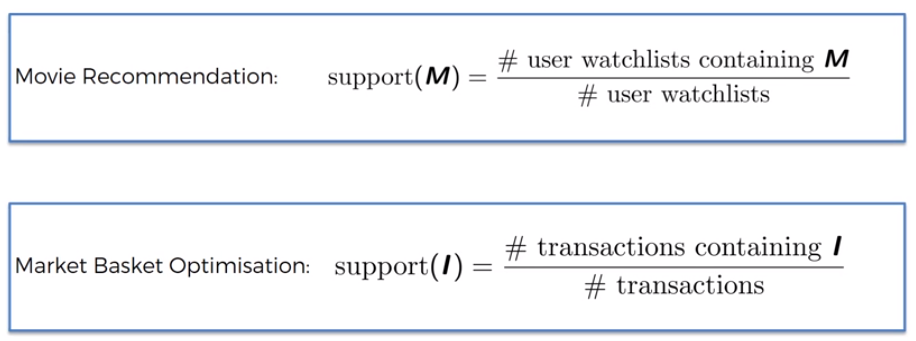 Movie Recommendation: support(M) = # user watchlists containing M
# user watchlists
Market Basket Optimisation: support(I) = # transactions containing I
# transactions